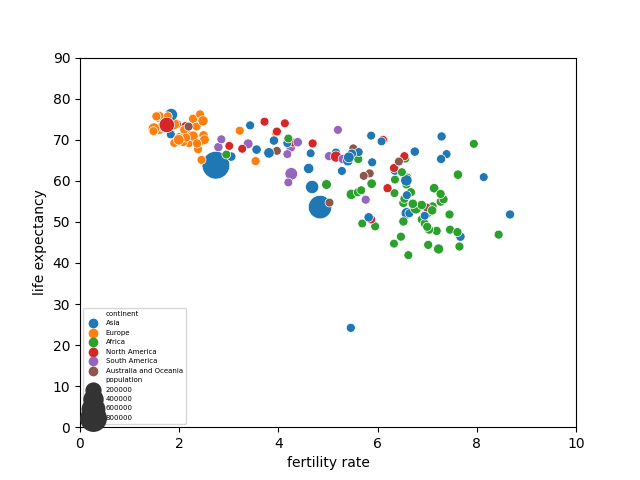 90
80
70
60
50
40
30
20
10
0
life expectancy
continent
Asia
Europe
Africa
North America
South America
Australia and Oceania
population
200000
400000
600000
800000
0 2 4 6 8 10
fertility rate